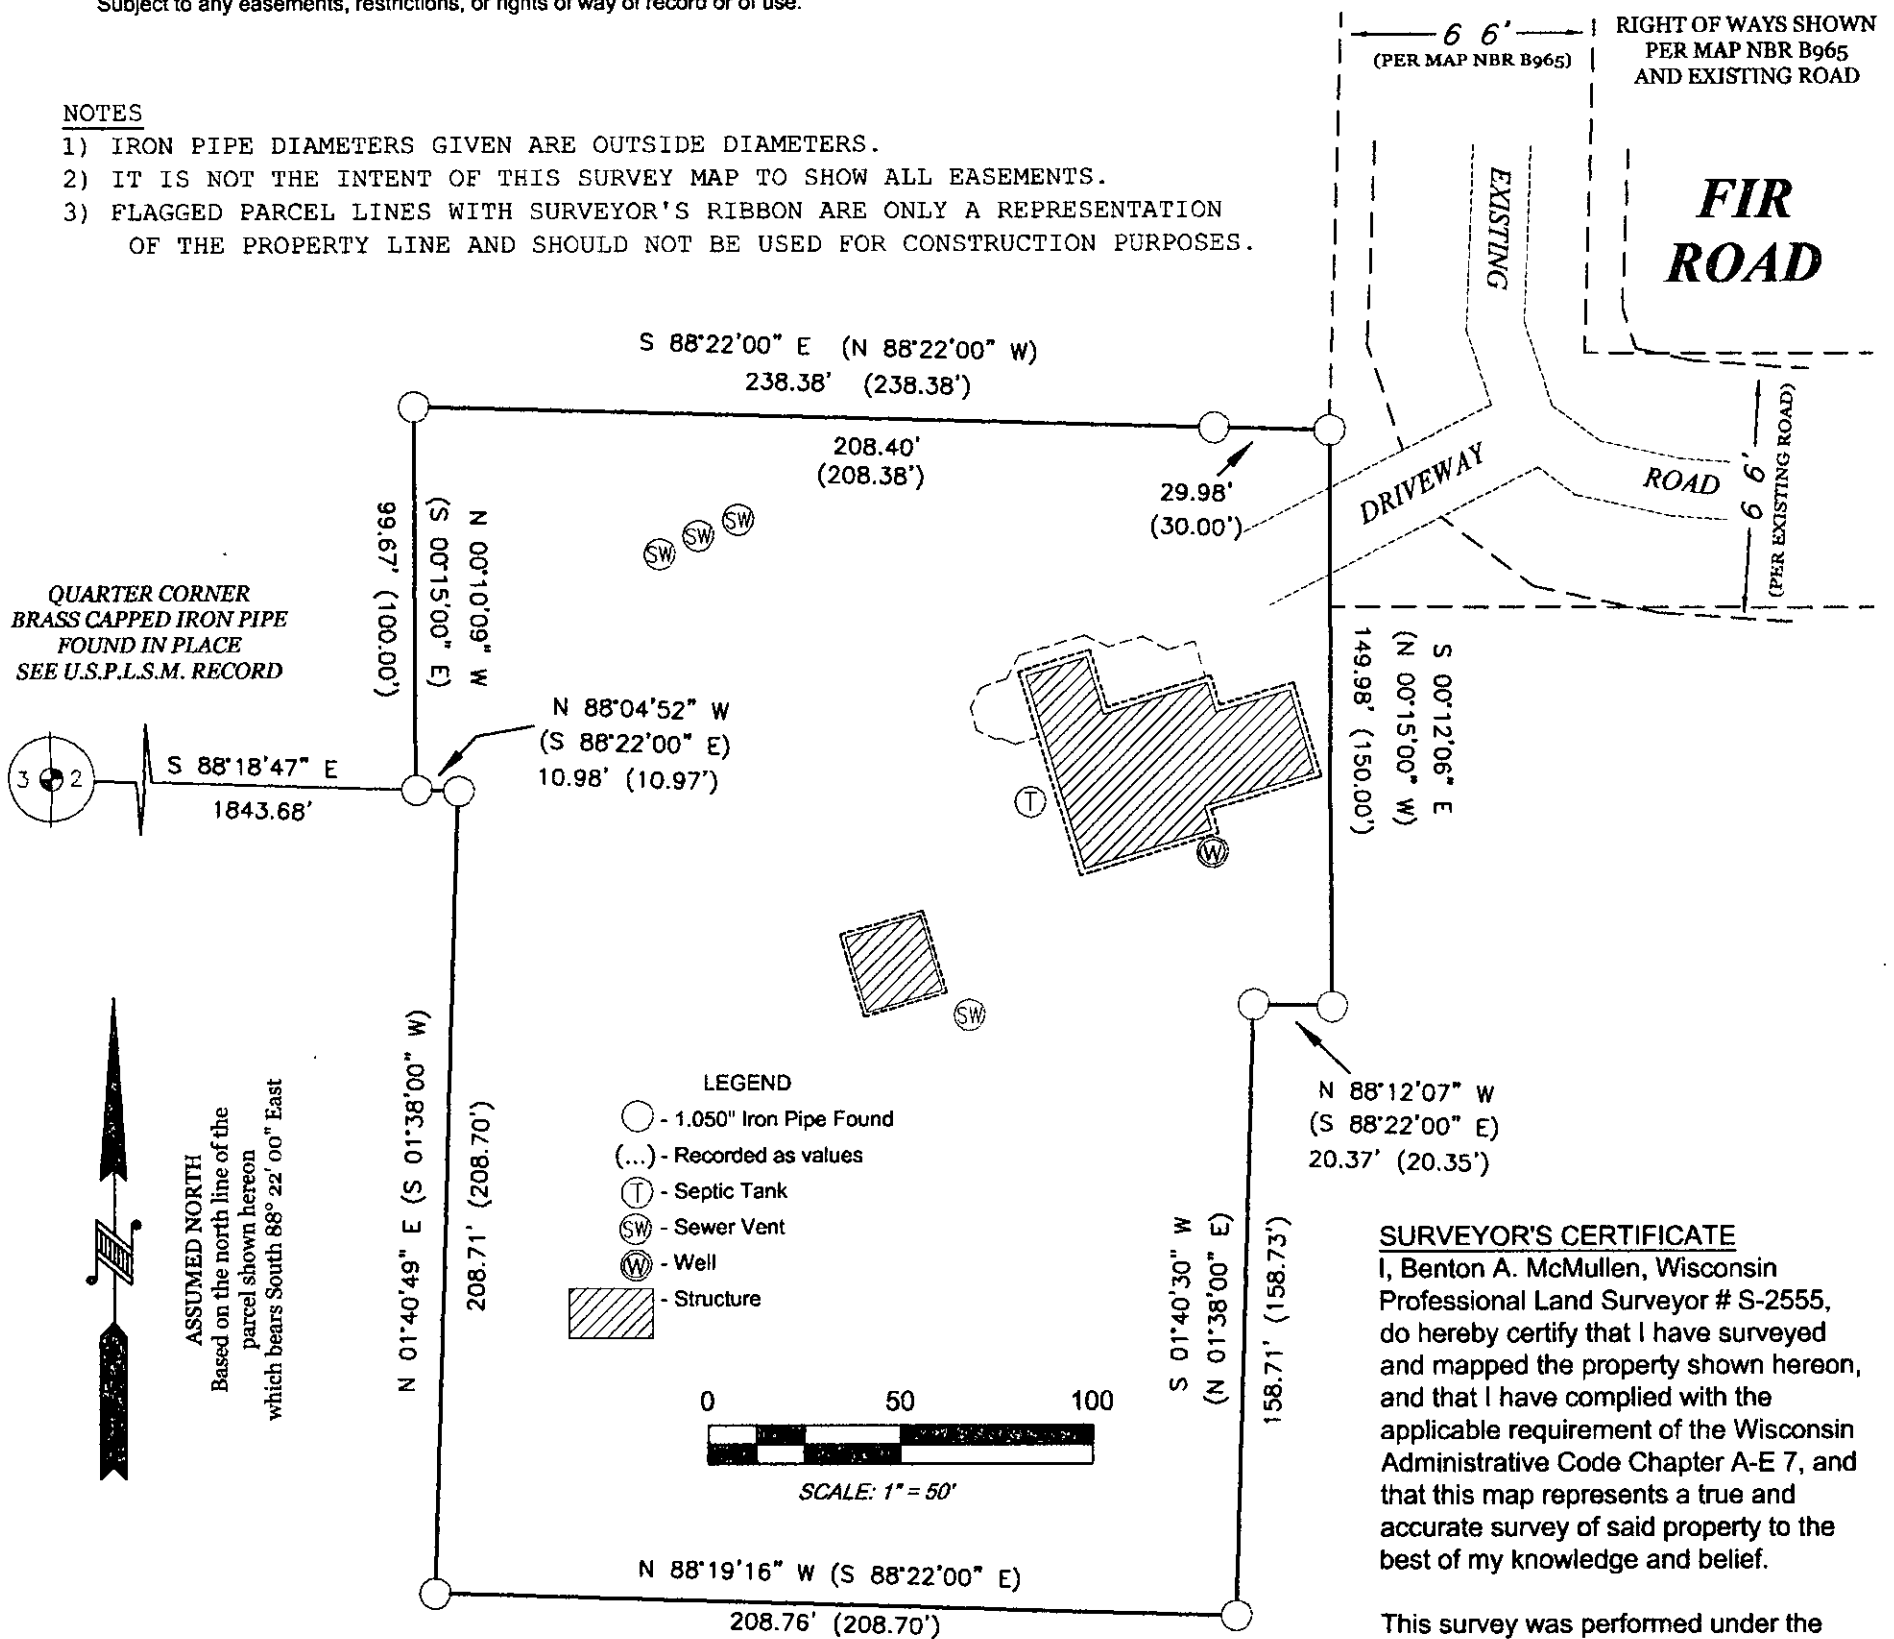 Subject to any easements, restrictions, or rights of way of record or of use.
6 6'
(PER MAP NBR B965)
RIGHT OF WAYS SHOWN
PER MAP NBR B965
AND EXISTING ROAD
NOTES
1) IRON PIPE DIAMETERS GIVEN ARE OUTSIDE DIAMETERS.
2) IT IS NOT THE INTENT OF THIS SURVEY MAP TO SHOW ALL EASEMENTS.
3) FLAGGED PARCEL LINES WITH SURVEYOR'S RIBBON ARE ONLY A REPRESENTATION
OF THE PROPERTY LINE AND SHOULD NOT BE USED FOR CONSTRUCTION PURPOSES.
EXISTING
FIR
ROAD
S 88°22'00" E (N 88°22'00" W)
238.38' (238.38')
208.40'
(208.38')
29.98'
(30.00')
DRIVEWAY
ROAD
6 6'
(PER EXISTING ROAD)
N 00°10'09" W
(S 00°15'00" E)
99.67' (100.00')
SW
SW
SW
QUARTER CORNER
BRASS CAPPED IRON PIPE
FOUND IN PLACE
SEE U.S.P.L.S.M. RECORD
3 2
S 88°18'47" E
1843.68'
N 88°04'52" W
(S 88°22'00" E)
10.98' (10.97')
S 00°12'06" E
(N 00°15'00" W)
149.98' (150.00')
T
W
SW
N 88°12'07" W
(S 88°22'00" E)
20.37' (20.35')
ASSUMED NORTH
Based on the north line of the
parcel shown hereon
which bears South 88° 22' 00" East
N 01°40'49" E (S 01°38'00" W)
208.71' (208.70')
LEGEND
- 1.050" Iron Pipe Found
(...) - Recorded as values
T - Septic Tank
SW - Sewer Vent
W - Well
- Structure
S 01°40'30" W
(N 01°38'00" E)
158.71' (158.73')
0 50 100
SCALE: 1" = 50'
N 88°19'16" W (S 88°22'00" E)
208.76' (208.70')
SURVEYOR'S CERTIFICATE
I, Benton A. McMullen, Wisconsin
Professional Land Surveyor # S-2555,
do hereby certify that I have surveyed
and mapped the property shown hereon,
and that I have complied with the
applicable requirement of the Wisconsin
Administrative Code Chapter A-E 7, and
that this map represents a true and
accurate survey of said property to the
best of my knowledge and belief.
This survey was performed under the